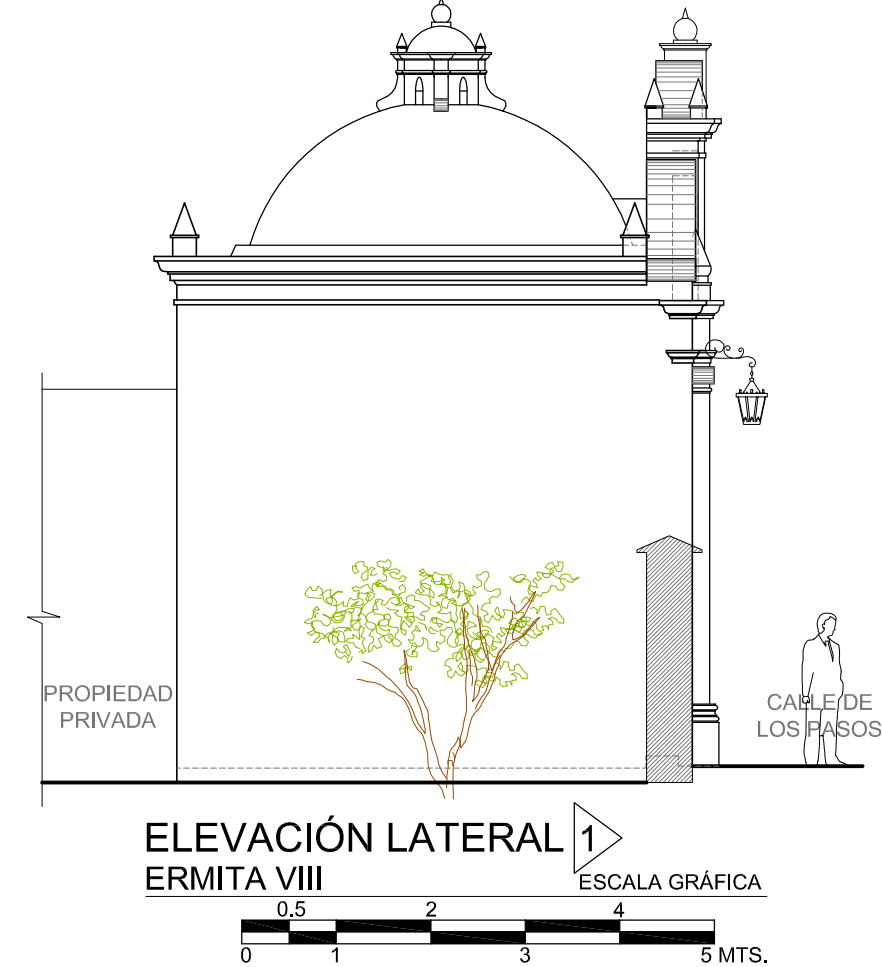 PROPIEDAD
PRIVADA
CALLE DE
LOS PASOS
ELEVACIÓN LATERAL 1
ERMITA VIII
ESCALA GRÁFICA
0.5 2 4
0 1 3 5 MTS.